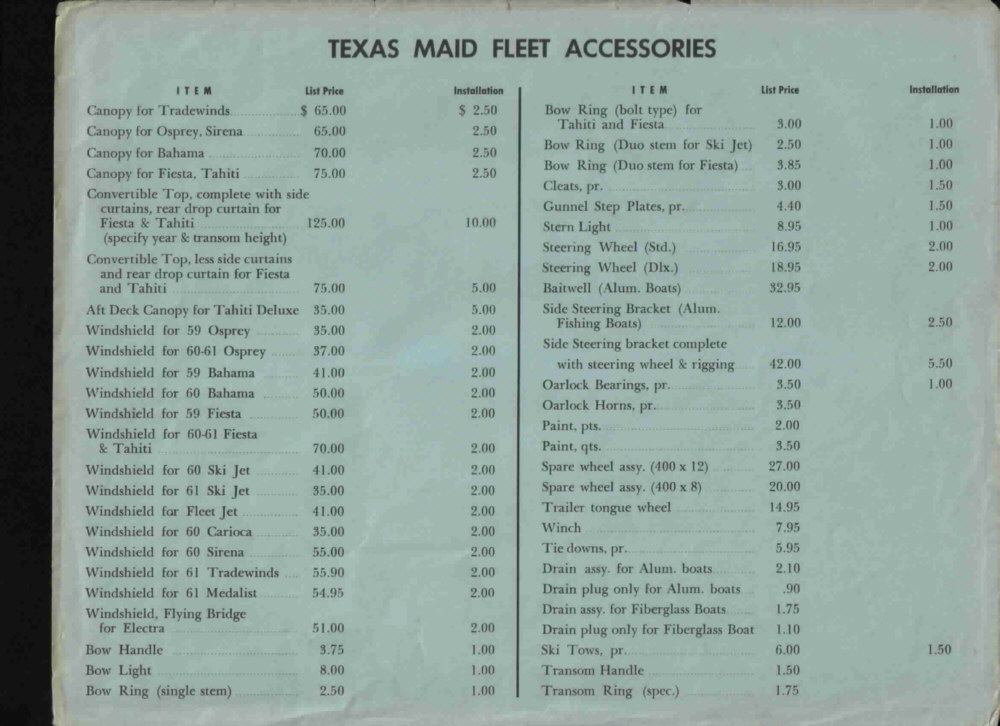 TEXAS MAID FLEET ACCESSORIES
ITEM List Price Installation
Canopy for Tradewinds $ 65.00 $ 2.50
Canopy for Osprey, Sirena 65.00 2.50
Canopy for Bahama 70.00 2.50
Canopy for Fiesta, Tahiti 75.00 2.50
Convertible Top, complete with side
curtains, rear drop curtain for
Fiesta & Tahiti 125.00 10.00
(specify year & transom height)
Convertible Top, less side curtains
and rear drop curtain for Fiesta
and Tahiti 75.00 5.00
Aft Deck Canopy for Tahiti Deluxe 35.00 5.00
Windshield for 59 Osprey 35.00 2.00
Windshield for 60-61 Osprey 37.00 2.00
Windshield for 59 Bahama 41.00 2.00
Windshield for 60 Bahama 50.00 2.00
Windshield for 59 Fiesta 50.00 2.00
Windshield for 60-61 Fiesta
& Tahiti 70.00 2.00
Windshield for 60 Ski Jet 41.00 2.00
Windshield for 61 Ski Jet 35.00 2.00
Windshield for Fleet Jet 41.00 2.00
Windshield for 60 Carioca 35.00 2.00
Windshield for 60 Sirena 55.00 2.00
Windshield for 61 Tradewinds 55.90 2.00
Windshield for 61 Medalist 54.95 2.00
Windshield, Flying Bridge
for Electra 51.00 2.00
Bow Handle 3.75 1.00
Bow Light 8.00 1.00
Bow Ring (single stem) 2.50 1.00
ITEM List Price Installation
Bow Ring (bolt type) for
Tahiti and Fiesta 3.00 1.00
Bow Ring (Duo stem for Ski Jet) 2.50 1.00
Bow Ring (Duo stem for Fiesta) 3.85 1.00
Cleats, pr. 3.00 1.50
Gunnel Step Plates, pr. 4.40 1.50
Stern Light 8.95 1.00
Steering Wheel (Std.) 16.95 2.00
Steering Wheel (Dlx.) 18.95 2.00
Baitwell (Alum. Boats) 32.95
Side Steering Bracket (Alum.
Fishing Boats) 12.00 2.50
Side Steering bracket complete
with steering wheel & rigging 42.00 5.50
Oarlock Bearings, pr. 3.50 1.00
Oarlock Horns, pr. 3.50
Paint, pts. 2.00
Paint, qts. 3.50
Spare wheel assy. (400 x 12) 27.00
Spare wheel assy. (400 x 8) 20.00
Trailer tongue wheel 14.95
Winch 7.95
Tie downs, pr. 5.95
Drain assy. for Alum. boats 2.10
Drain plug only for Alum. boats .90
Drain assy. for Fiberglass Boats 1.75
Drain plug only for Fiberglass Boat 1.10
Ski Tows, pr. 6.00 1.50
Transom Handle 1.50
Transom Ring (spec.) 1.75